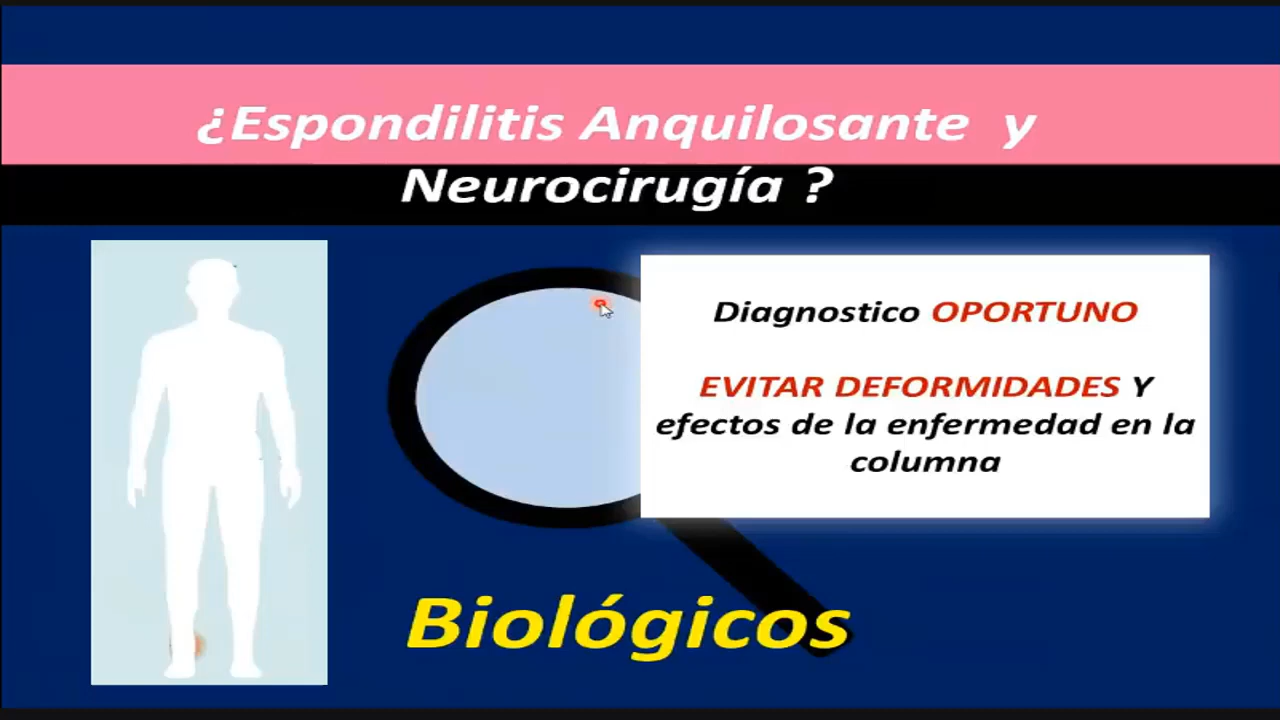 ¿Espondilitis Anquilosante y
Neurocirugía ?
Diagnostico OPORTUNO
EVITAR DEFORMIDADES Y
efectos de la enfermedad en la
columna
Biológicos